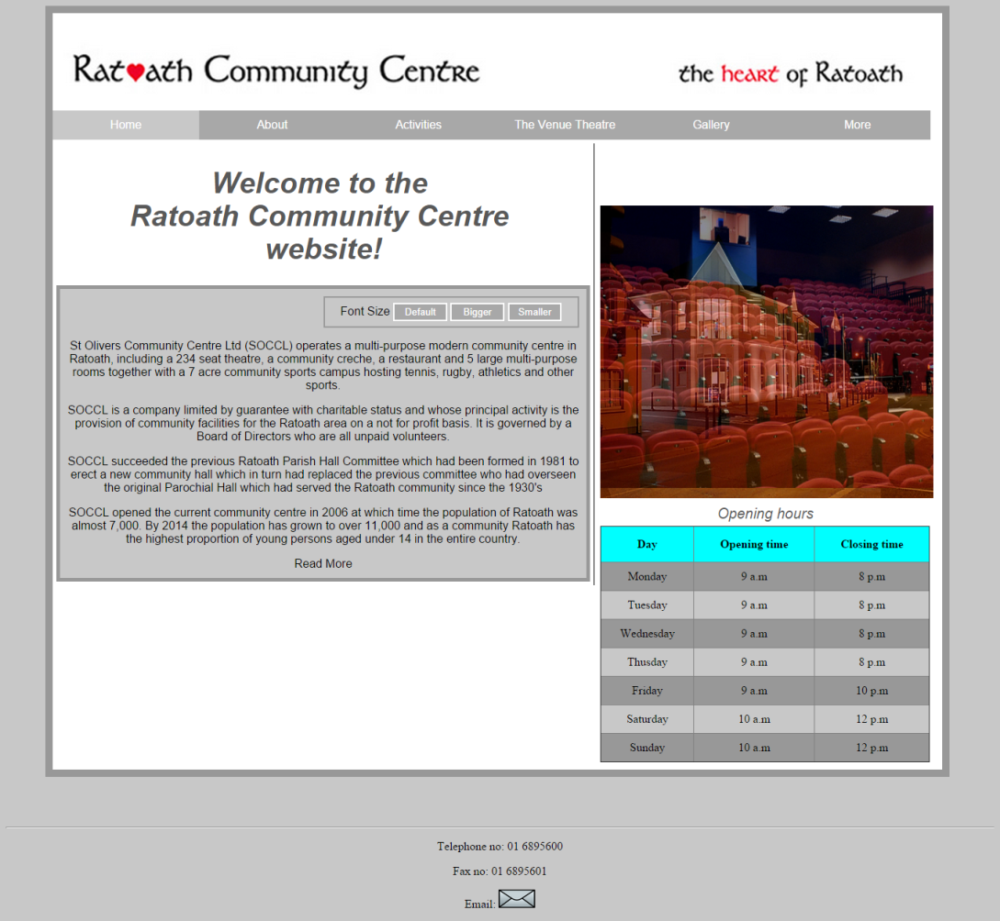 Ratoath Community Centre
the heart of Ratoath
Home About Activities The Venue Theatre Gallery More
Welcome to the
Ratoath Community Centre
website!
Font Size Default Bigger Smaller
St Olivers Community Centre Ltd (SOCCL) operates a multi-purpose modern community centre in
Ratoath, including a 234 seat theatre, a community creche, a restaurant and 5 large multi-purpose
rooms together with a 7 acre community sports campus hosting tennis, rugby, athletics and other
sports.
SOCCL is a company limited by guarantee with charitable status and whose principal activity is the
provision of community facilities for the Ratoath area on a not for profit basis. It is governed by a
Board of Directors who are all unpaid volunteers.
SOCCL succeeded the previous Ratoath Parish Hall Committee which had been formed in 1981 to
erect a new community hall which in turn had replaced the previous committee who had overseen
the original Parochial Hall which had served the Ratoath community since the 1930's
SOCCL opened the current community centre in 2006 at which time the population of Ratoath was
almost 7,000. By 2014 the population has grown to over 11,000 and as a community Ratoath has
the highest proportion of young persons aged under 14 in the entire country.
Read More
Opening hours
Day Opening time Closing time
Monday 9 a.m 8 p.m
Tuesday 9 a.m 8 p.m
Wednesday 9 a.m 8 p.m
Thusday 9 a.m 8 p.m
Friday 9 a.m 10 p.m
Saturday 10 a.m 12 p.m
Sunday 10 a.m 12 p.m
Telephone no: 01 6895600
Fax no: 01 6895601
Email: